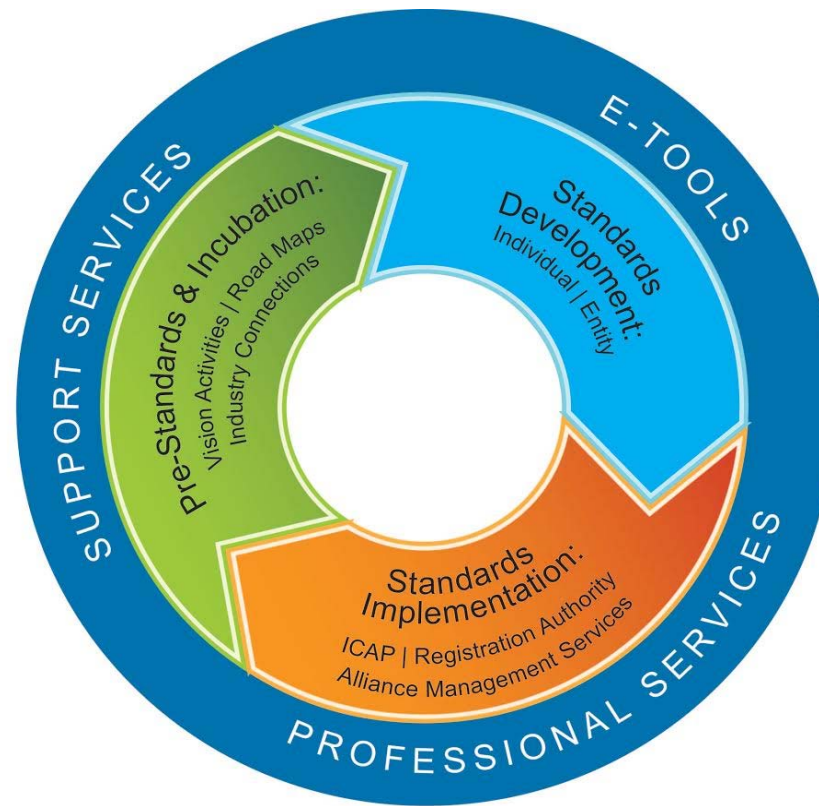 SUPPORT SERVICES
E-TOOLS
PROFESSIONAL SERVICES
Pre-Standards & Incubation:
Vision Activities | Road Maps
Industry Connections
Standards
Development:
Individual | Entity
Standards
Implementation:
ICAP | Registration Authority
Alliance Management Services